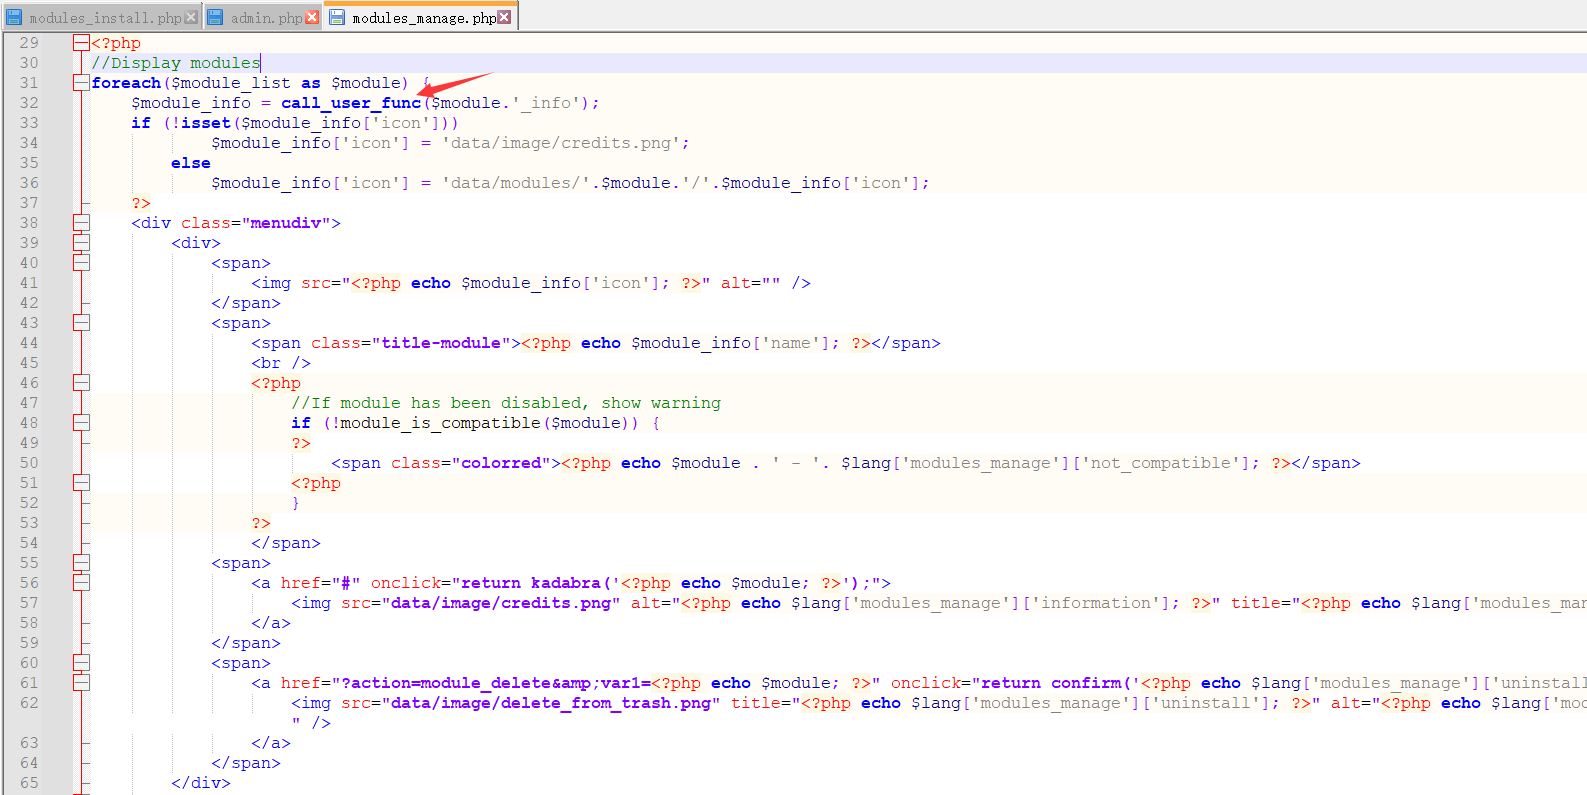 modules_install.php admin.php modules_manage.php
29 <?php
30 //Display modules
31 foreach($module_list as $module) {
32 $module_info = call_user_func($module.'_info');
33 if (!isset($module_info['icon']))
34 $module_info['icon'] = 'data/image/credits.png';
35 else
36 $module_info['icon'] = 'data/modules/'.$module.'/'.$module_info['icon'];
37 ?>
38 <div class="menudiv">
39 <div>
40 <span>
41 <img src="<?php echo $module_info['icon']; ?>" alt="" />
42 </span>
43 <span>
44 <span class="title-module"><?php echo $module_info['name']; ?></span>
45 <br />
46 <?php
47 //If module has been disabled, show warning
48 if (!module_is_compatible($module)) {
49 ?>
50 <span class="colorred"><?php echo $module . ' - '. $lang['modules_manage']['not_compatible']; ?></span>
51 <?php
52 }
53 ?>
54 </span>
55 <span>
56 <a href="#" onclick="return kadabra('<?php echo $module; ?>');">
57 <img src="data/image/credits.png" alt="<?php echo $lang['modules_manage']['information']; ?>" title="<?php echo $lang['modules_mar
58 </a>
59 </span>
60 <span>
61 <a href="?action=module_delete&amp;var1=<?php echo $module; ?>" onclick="return confirm('<?php echo $lang['modules_manage']['uninstall
62 <img src="data/image/delete_from_trash.png" title="<?php echo $lang['modules_manage']['uninstall']; ?>" alt="<?php echo $lang['mod
" />
63 </a>
64 </span>
65 </div>